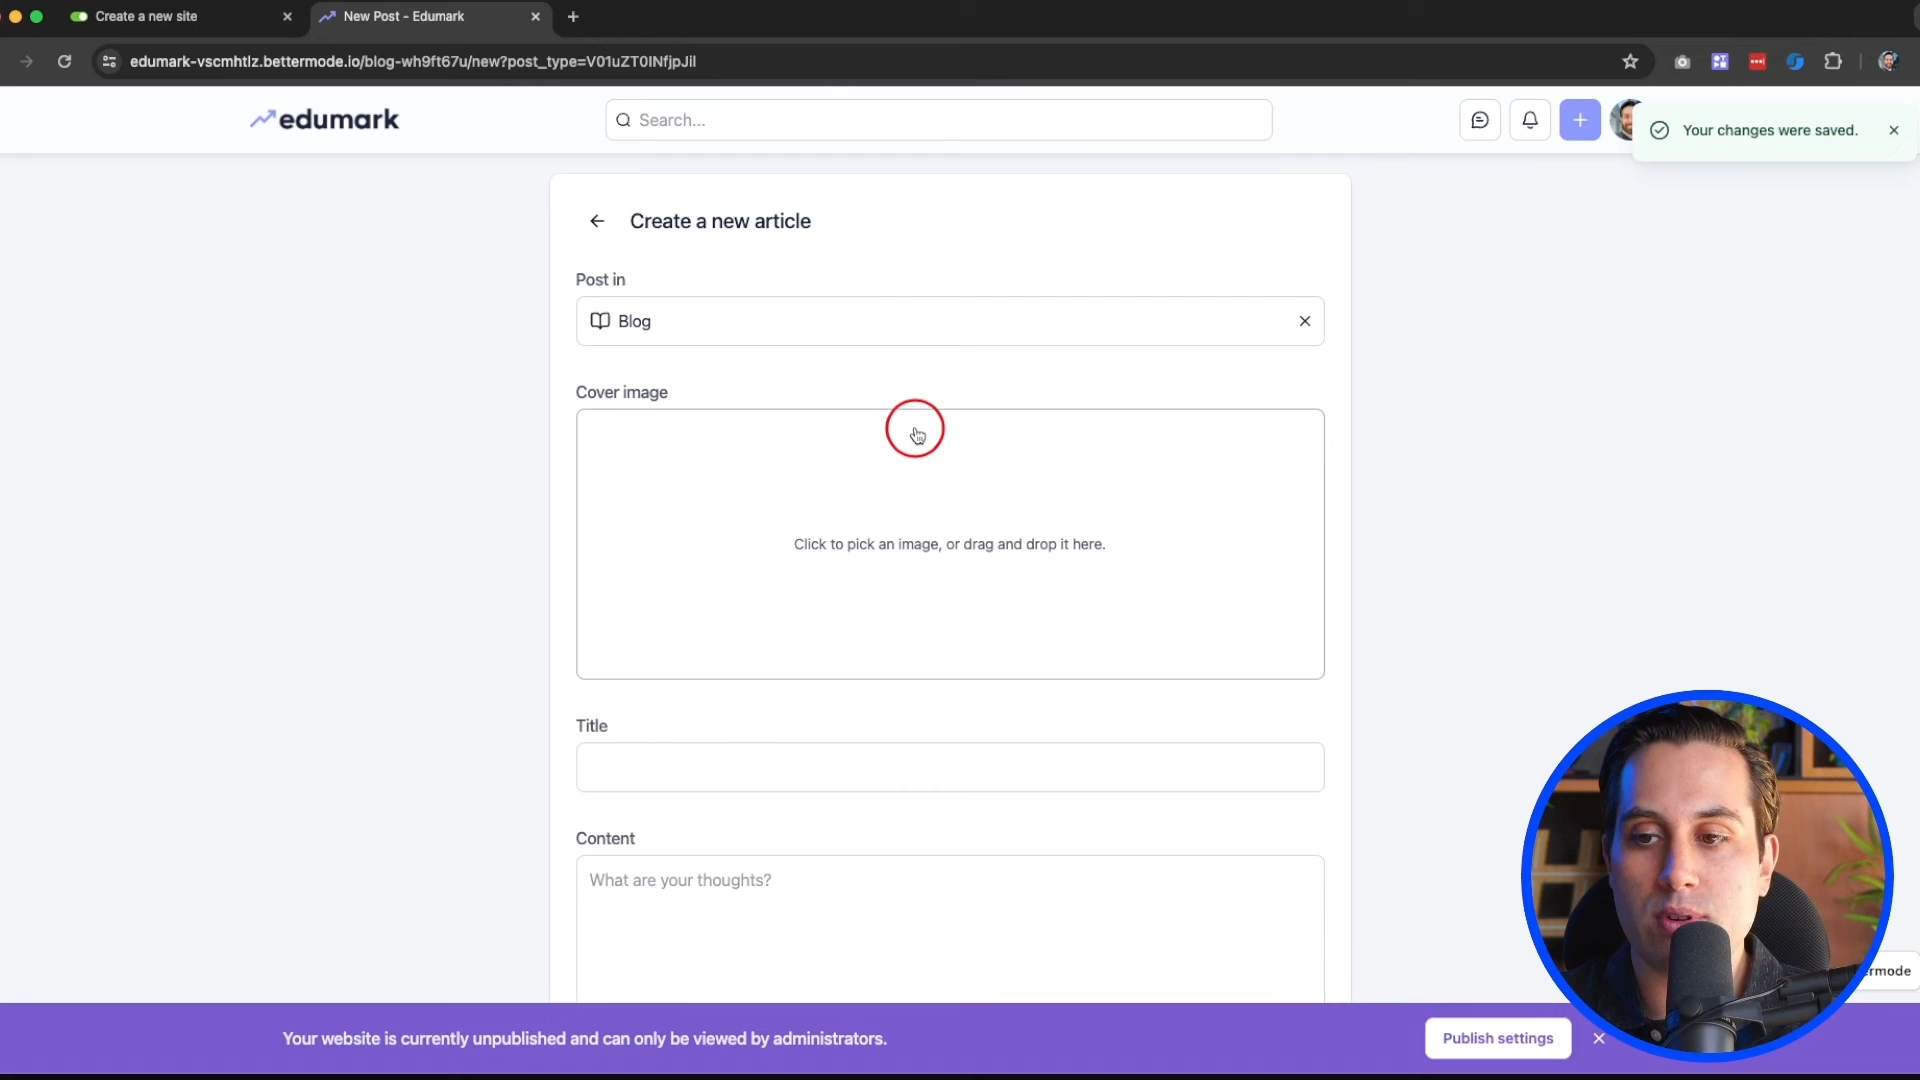 Create a new site
New Post - Edumark
edumark-vscmhtlz.bettermode.io/blog-wh9ft67u/new?post_type=V01uZT0INfjpJil
edumark
Search...
Your changes were saved.
Create a new article
Post in
Blog
Cover image
Click to pick an image, or drag and drop it here.
Title
Content
What are your thoughts?
ermode
Your website is currently unpublished and can only be viewed by administrators.
Publish settings